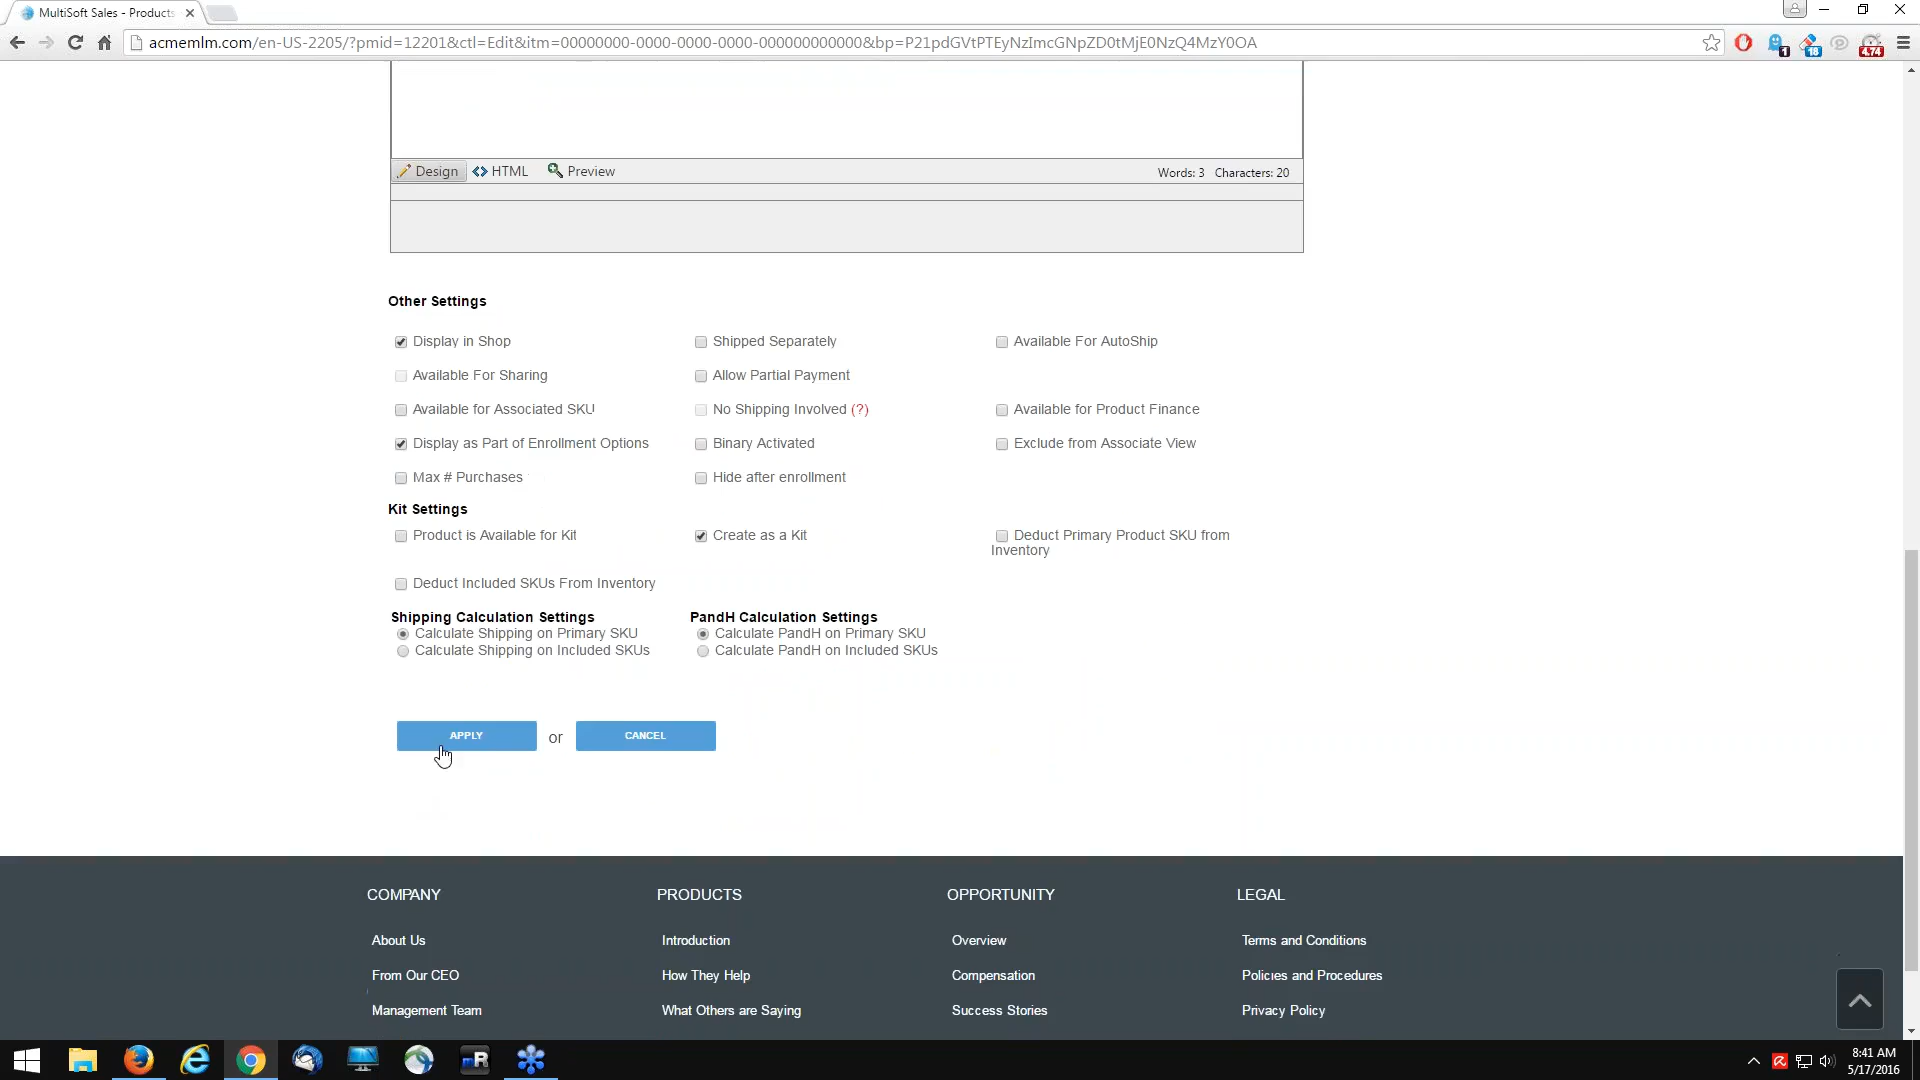 MultiSoft Sales - Products
acmemlm.com/en-US-2205/?pmid=12201&ctl=Edit&itm=00000000-0000-0000-0000-000000000000&bp=P21pdGVtPTEyNzImcGNpZD0tMjE0NzQ4MzY0OA
1
18
4.74
Design HTML Preview Words: 3 Characters: 20
Other Settings
Display in Shop Shipped Separately Available For AutoShip
Available For Sharing Allow Partial Payment
Available for Associated SKU No Shipping Involved (?) Available for Product Finance
Display as Part of Enrollment Options Binary Activated Exclude from Associate View
Max # Purchases Hide after enrollment
Kit Settings
Product is Available for Kit Create as a Kit Deduct Primary Product SKU from
Inventory
Deduct Included SKUs From Inventory
Shipping Calculation Settings PandH Calculation Settings
Calculate Shipping on Primary SKU Calculate PandH on Primary SKU
Calculate Shipping on Included SKUs Calculate PandH on Included SKUs
APPLY or CANCEL
COMPANY PRODUCTS OPPORTUNITY LEGAL
About Us Introduction Overview Terms and Conditions
From Our CEO How They Help Compensation Policies and Procedures
Management Team What Others are Saying Success Stories Privacy Policy
mR
8:41 AM
5/17/2016